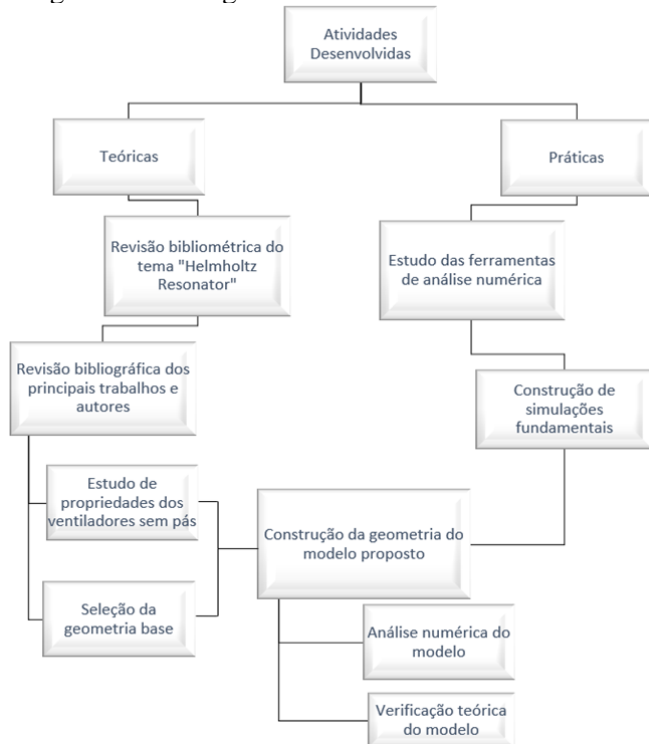 Atividades
Desenvolvidas
Teóricas
Práticas
Revisão bibliométrica do
tema "Helmholtz
Resonator"
Estudo das ferramentas
de análise numérica
Revisão bibliográfica dos
principais trabalhos e
autores
Construção de
simulações
fundamentais
Estudo de
propriedades dos
ventiladores sem pás
Construção da geometria do
modelo proposto
Seleção da
geometria base
Análise numérica do
modelo
Verificação teórica
do modelo